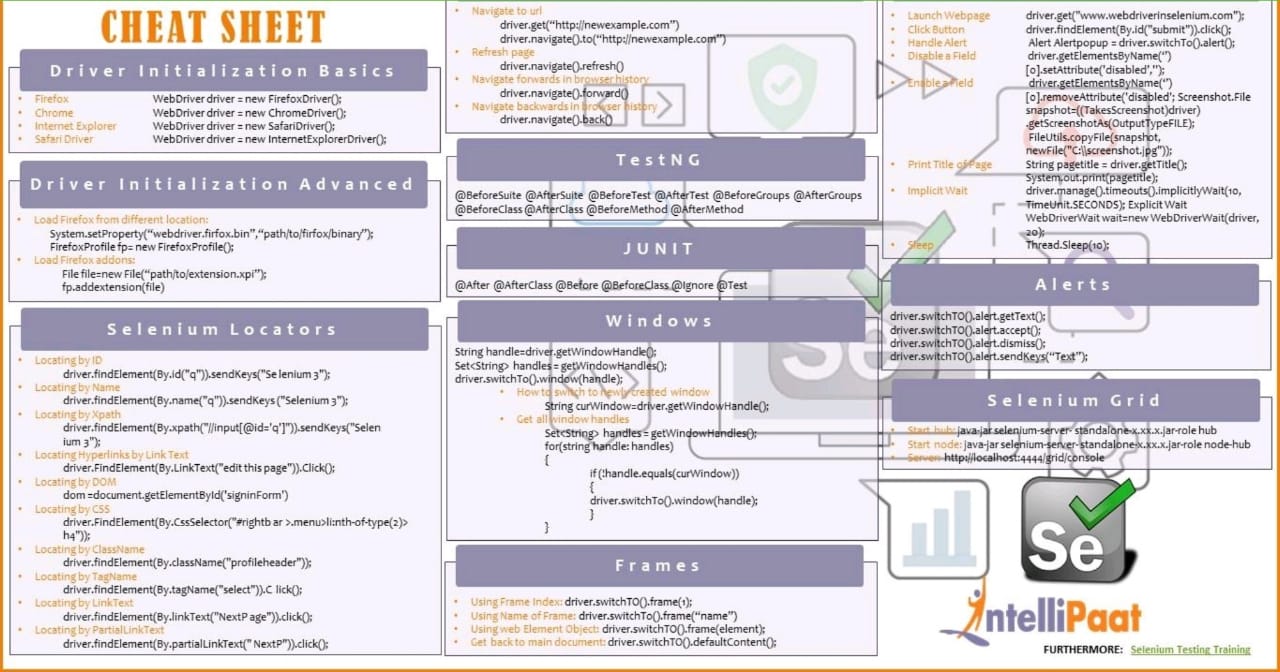 CHEAT SHEET
Driver Initialization Basics
• Firefox WebDriver driver = new FirefoxDriver();
• Chrome WebDriver driver = new ChromeDriver();
• Internet Explorer WebDriver driver = new SafariDriver();
• Safari Driver WebDriver driver = new InternetExplorerDriver();
Driver Initialization Advanced
• Load Firefox from different location:
System.setProperty(“webdriver.firfox.bin”,“path/to/firfox/binary”);
FirefoxProfile fp= new FirefoxProfile();
• Load Firefox addons:
File file=new File(“path/to/extension.xpi”);
fp.addextension(file)
Selenium Locators
• Locating by ID
driver.findElement(By.id("q")).sendKeys("Se lenium 3");
• Locating by Name
driver.findElement(By.name("q")).sendKeys ("Selenium 3");
• Locating by Xpath
driver.findElement(By.xpath("//input[@id='q']")).sendKeys("Selen
ium 3");
• Locating Hyperlinks by Link Text
driver.FindElement(By.LinkText("edit this page")).Click();
• Locating by DOM
dom =document.getElementById('signinForm')
• Locating by CSS
driver.FindElement(By.CssSelector("#rightb ar >.menu>li:nth-of-type(2)>
h4"));
• Locating by ClassName
driver.findElement(By.className("profileheader"));
• Locating by TagName
driver.findElement(By.tagName("select")).C lick();
• Locating by LinkText
driver.findElement(By.linkText("NextP age")).click();
• Locating by PartialLinkText
driver.findElement(By.partialLinkText(" NextP")).click();
• Navigate to url
driver.get(“http://newexample.com”)
driver.navigate().to(“http://newexample.com”)
• Refresh page
driver.navigate().refresh()
• Navigate forwards in browser history
driver.navigate().forward()
• Navigate backwards in browser history
driver.navigate().back()
TestNG
@BeforeSuite @AfterSuite @BeforeTest @AfterTest @BeforeGroups @AfterGroups
@BeforeClass @AfterClass @BeforeMethod @AfterMethod
JUNIT
@After @AfterClass @Before @BeforeClass @Ignore @Test
Windows
String handle=driver.getWindowHandle();
Set<String> handles = getWindowHandles();
driver.switchTo().window(handle);
• How to switch to newly created window
String curWindow=driver.getWindowHandle();
• Get all window handles
Set<String> handles = getWindowHandles();
for(string handle: handles)
{
if (!handle.equals(curWindow))
{
driver.switchTo().window(handle);
}
}
Frames
• Using Frame Index: driver.switchTO().frame(1);
• Using Name of Frame: driver.switchTO().frame(“name”)
• Using web Element Object: driver.switchTO().frame(element);
• Get back to main document: driver.switchTO().defaultContent();
• Launch Webpage driver.get("www.webdriverinselenium.com");
• Click Button driver.findElement(By.id("submit")).click();
• Handle Alert Alert Alertpopup = driver.switchTo().alert();
• Disable a Field driver.getElementsByName('')
[0].setAttribute('disabled','');
• Enable a Field driver.getElementsByName('')
[0].removeAttribute('disabled'; Screenshot.File
snapshot=((TakesScreenshot)driver)
.getScreenshotAs(OutputTypeFILE);
FileUtils.copyFile(snapshot,
newFile("C:\\screenshot.jpg"));
• Print Title of Page String pagetitle = driver.getTitle();
System.out.print(pagetitle);
• Implicit Wait driver.manage().timeouts().implicitlyWait(10,
TimeUnit.SECONDS); Explicit Wait
WebDriverWait wait=new WebDriverWait(driver,
20);
• Sleep Thread.Sleep(10);
Alerts
driver.switchTO().alert.getText();
driver.switchTO().alert.accept();
driver.switchTO().alert.dismiss();
driver.switchTO().alert.sendKeys(“Text”);
Selenium Grid
• Start hub: java-jar selenium-server- standalone-x.xx.x.jar-role hub
• Start node: java-jar selenium-server- standalone-x.xx.x.jar-role node-hub
• Server: http://localhost:4444/grid/console
Se
Se
IntelliPaat
FURTHERMORE: Selenium Testing Training